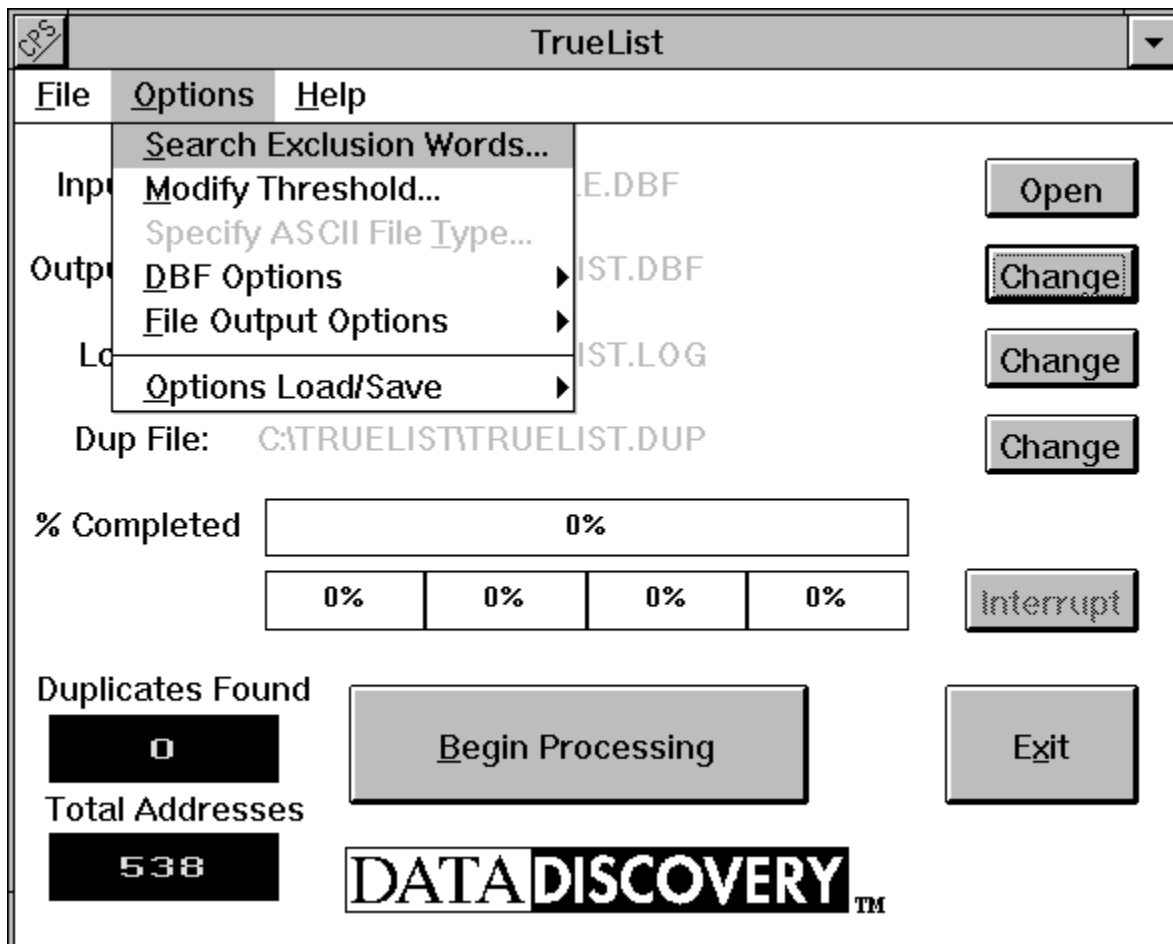 CPS
TrueList
File Options Help
Search Exclusion Words...
Modify Threshold...
Specify ASCII File Type...
DBF Options
File Output Options
Options Load/Save
Inpu E.DBF Open
Outpu IST.DBF Change
Lo IST.LOG Change
Dup File: C:\TRUELIST\TRUELIST.DUP Change
% Completed 0%
0% 0% 0% 0% Interrupt
Duplicates Found
0
Begin Processing Exit
Total Addresses
538
DATA DISCOVERY TM